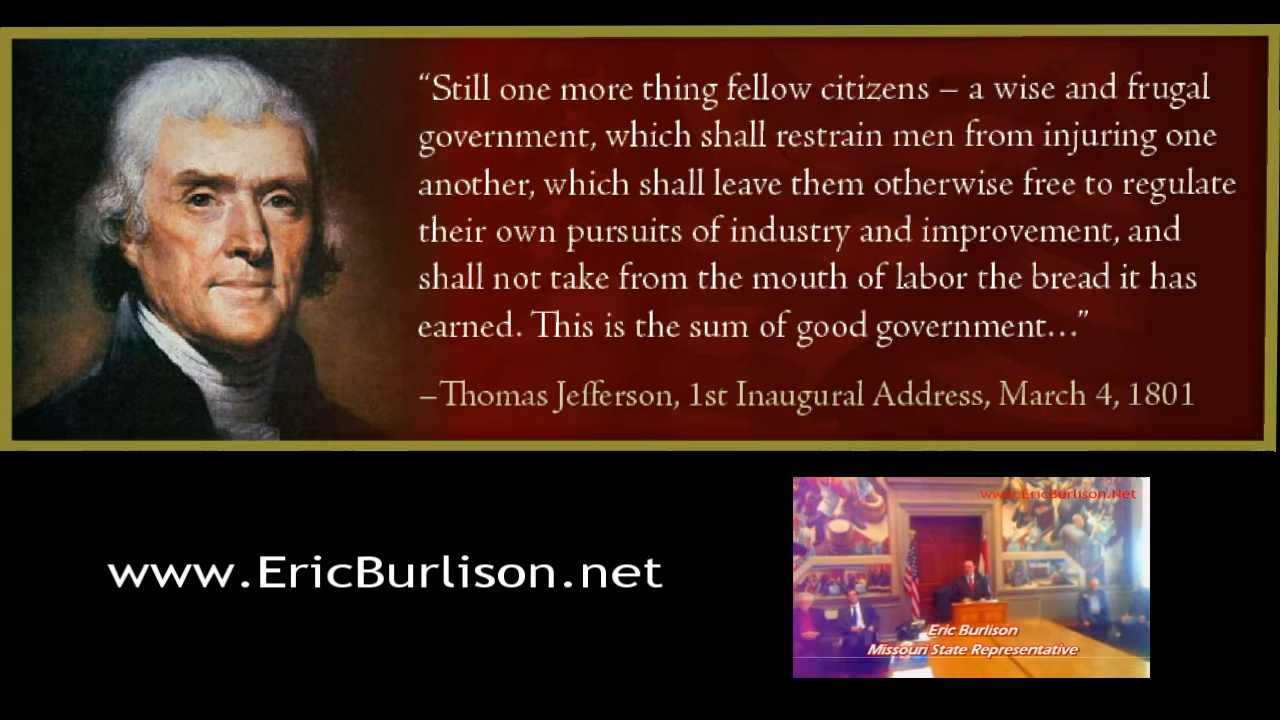 “Still one more thing fellow citizens – a wise and frugal
government, which shall restrain men from injuring one
another, which shall leave them otherwise free to regulate
their own pursuits of industry and improvement, and
shall not take from the mouth of labor the bread it has
earned. This is the sum of good government...”
–Thomas Jefferson, 1st Inaugural Address, March 4, 1801
www.EricBurlison.Net
www.EricBurlison.net
Eric Burlison
Missouri State Representative